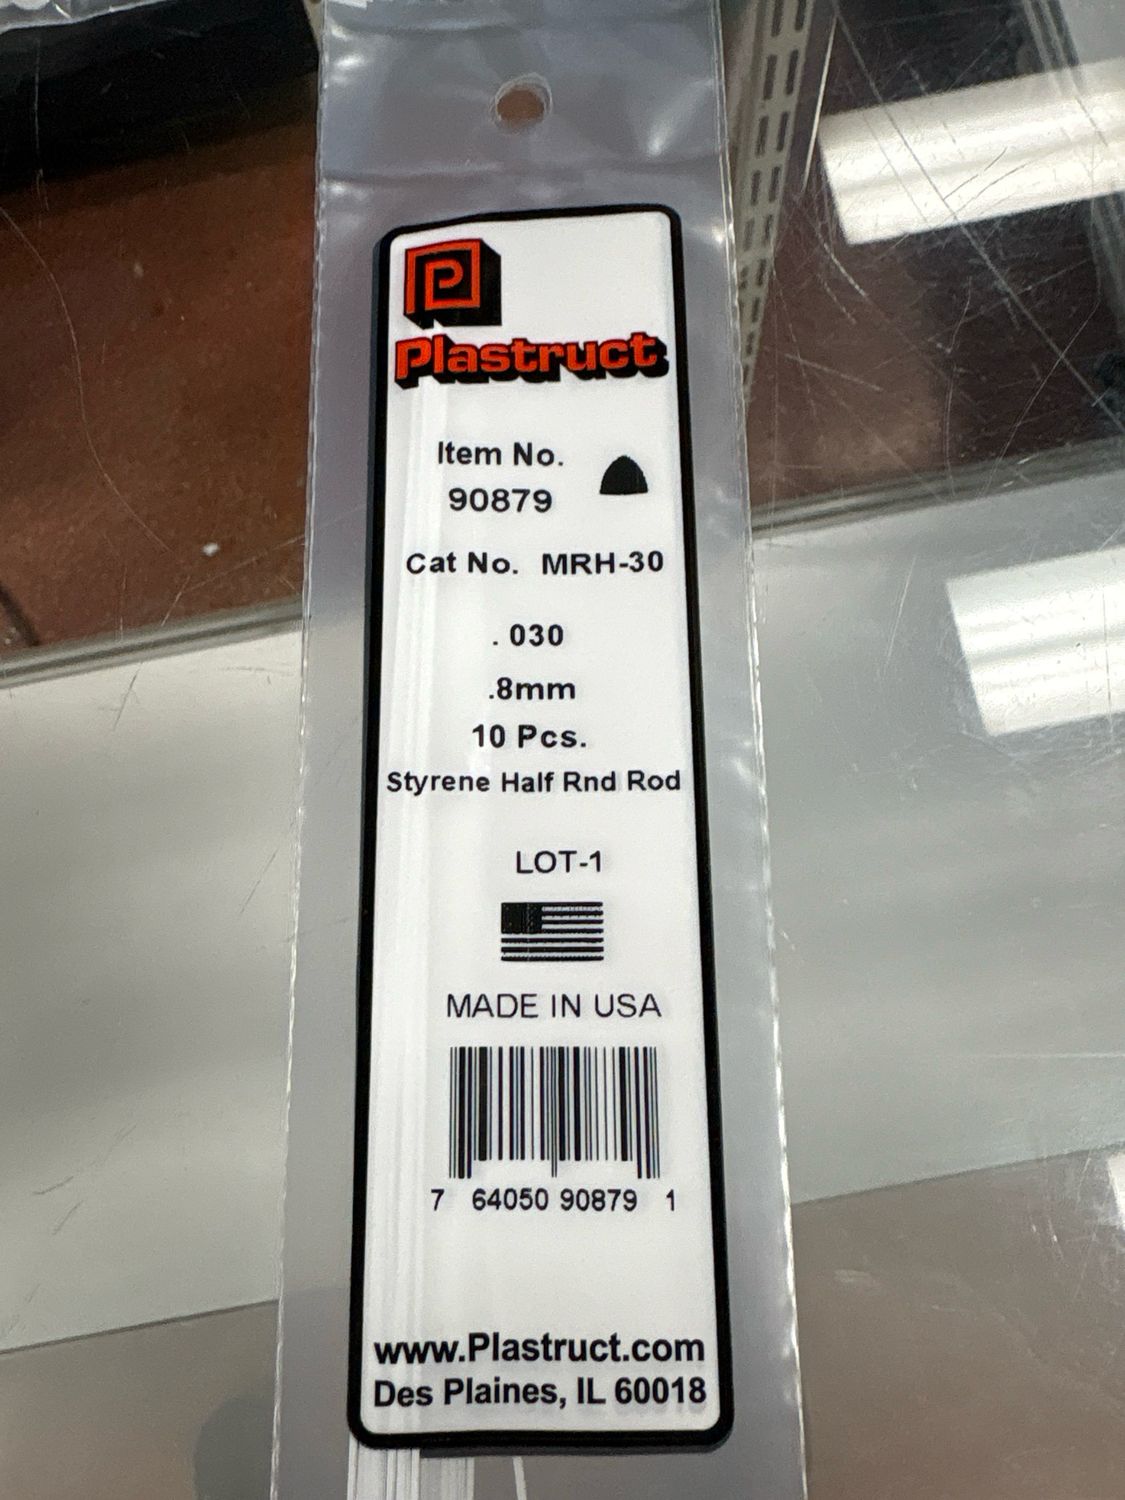 P
Plastruct
Item No.
90879
Cat No. MRH-30
. 030
.8mm
10 Pcs.
Styrene Half Rnd Rod
LOT-1
MADE IN USA
7 64050 90879 1
www.Plastruct.com
Des Plaines, IL 60018